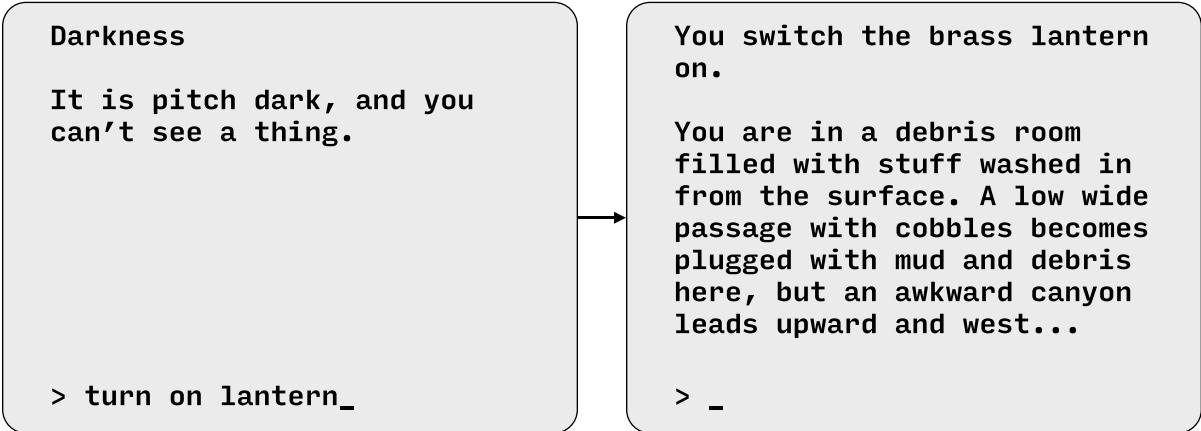 Darkness
It is pitch dark, and you
can’t see a thing.
> turn on lantern_
You switch the brass lantern
on.
You are in a debris room
filled with stuff washed in
from the surface. A low wide
passage with cobbles becomes
plugged with mud and debris
here, but an awkward canyon
leads upward and west...
> _